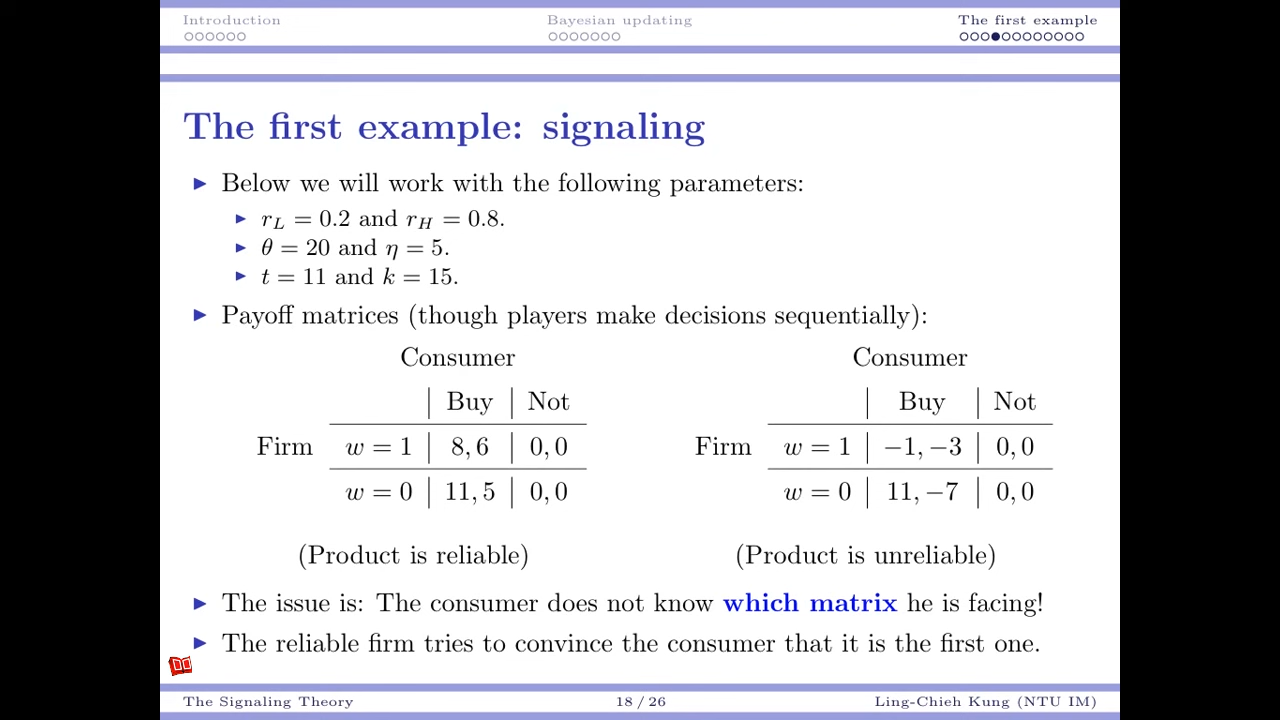 Introduction Bayesian updating The first example
The first example: signaling
▶ Below we will work with the following parameters:
▶ r_L = 0.2 and r_H = 0.8.
▶ θ = 20 and η = 5.
▶ t = 11 and k = 15.
▶ Payoff matrices (though players make decisions sequentially):
Consumer Consumer
| Buy | Not | Buy | Not
Firm w = 1 | 8, 6 | 0, 0 Firm w = 1 | −1, −3 | 0, 0
w = 0 | 11, 5 | 0, 0 w = 0 | 11, −7 | 0, 0
(Product is reliable) (Product is unreliable)
▶ The issue is: The consumer does not know which matrix he is facing!
▶ The reliable firm tries to convince the consumer that it is the first one.
The Signaling Theory 18 / 26 Ling-Chieh Kung (NTU IM)